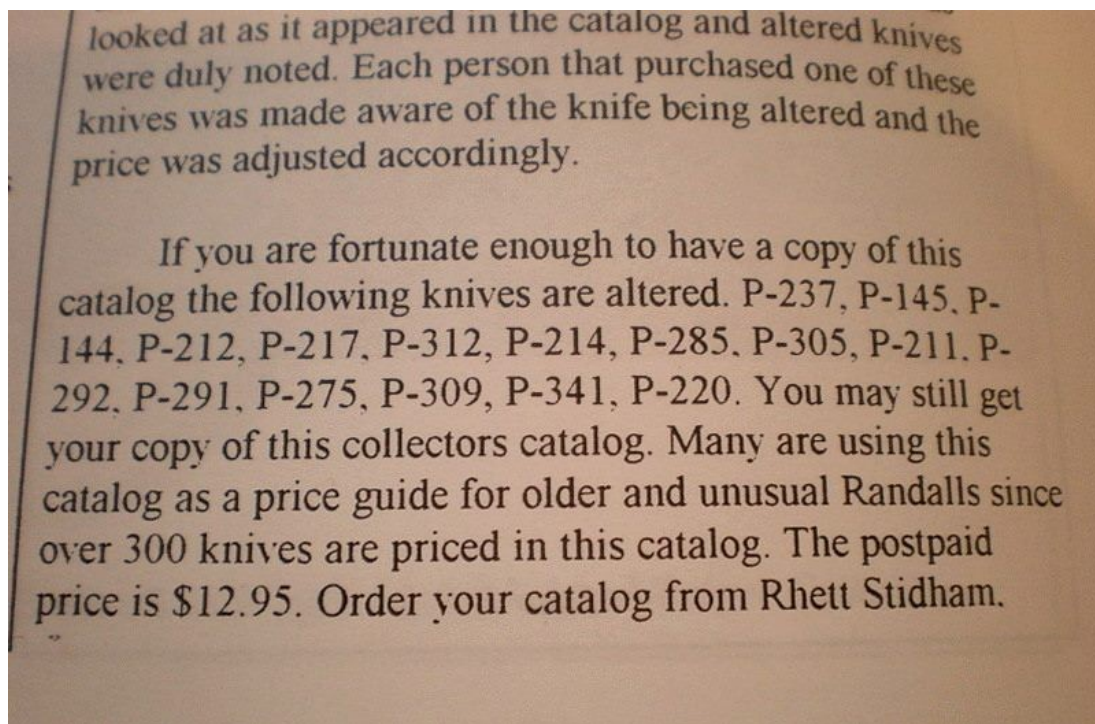 looked at as it appeared in the catalog and altered knives
were duly noted. Each person that purchased one of these
knives was made aware of the knife being altered and the
price was adjusted accordingly.
If you are fortunate enough to have a copy of this
catalog the following knives are altered. P-237, P-145, P-
144, P-212, P-217, P-312, P-214, P-285, P-305, P-211, P-
292, P-291, P-275, P-309, P-341, P-220. You may still get
your copy of this collectors catalog. Many are using this
catalog as a price guide for older and unusual Randalls since
over 300 knives are priced in this catalog. The postpaid
price is $12.95. Order your catalog from Rhett Stidham.